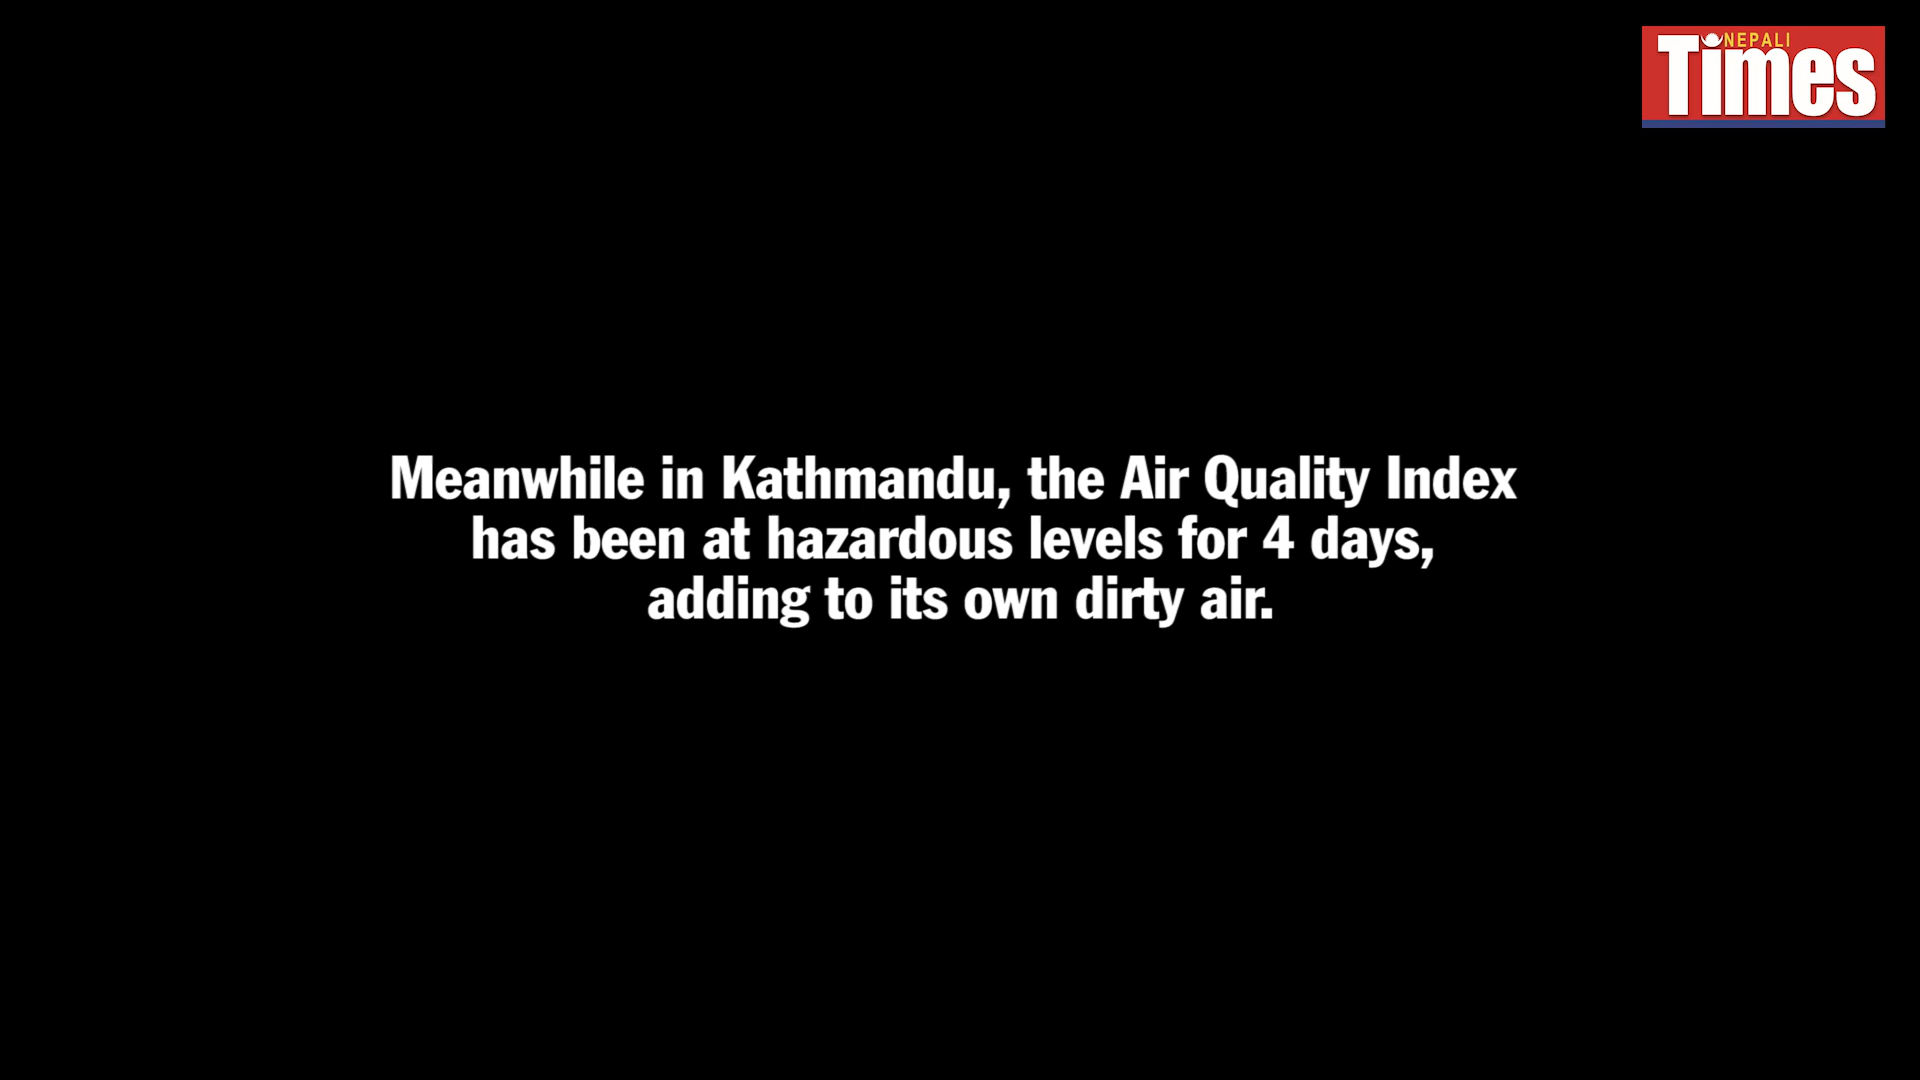 NEPALI
Times
Meanwhile in Kathmandu, the Air Quality Index
has been at hazardous levels for 4 days,
adding to its own dirty air.